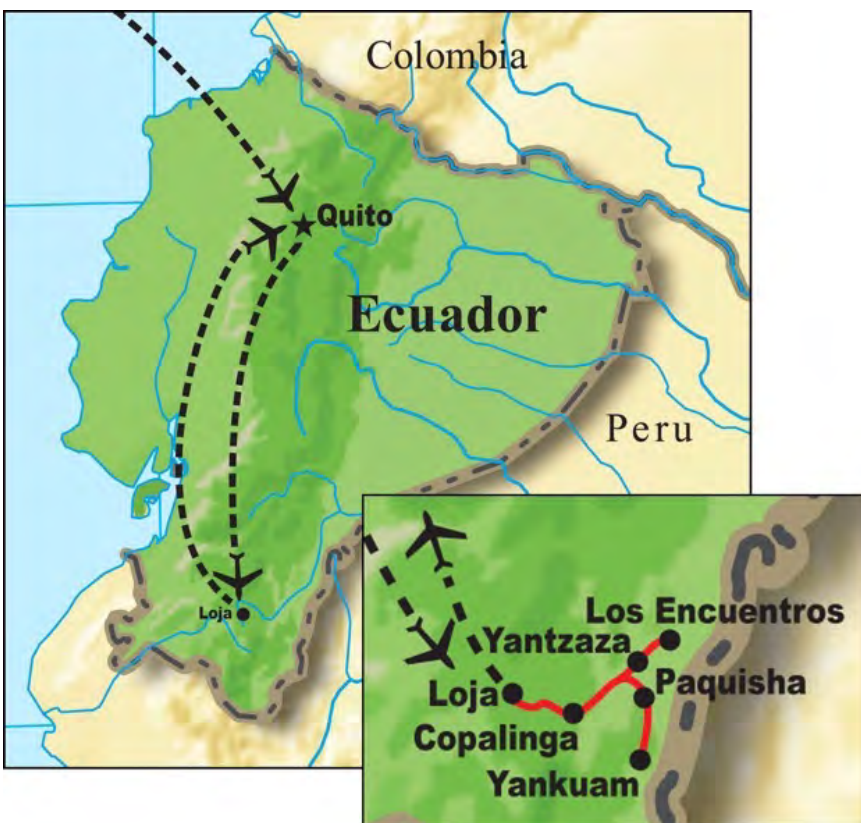 Colombia
Quito
Ecuador
Peru
Loja
Los Encuentros
Yantzaza
Paquisha
Loja
Copalinga
Yankuam